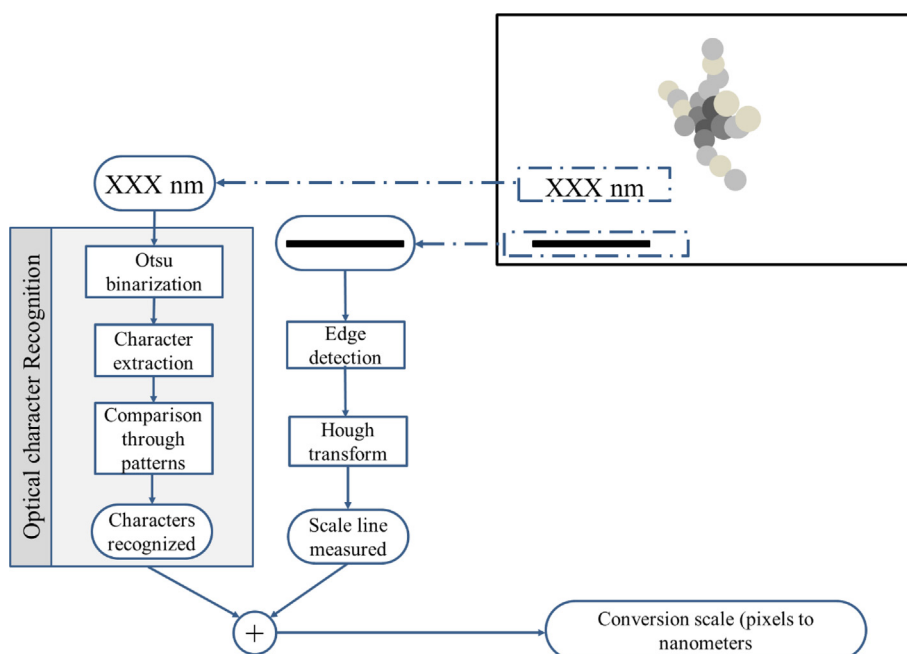 XXX nm
XXX nm
Optical character Recognition
Otsu
binarization
Character
extraction
Comparison
through
patterns
Characters
recognized
Edge
detection
Hough
transform
Scale line
measured
+
Conversion scale (pixels to
nanometers